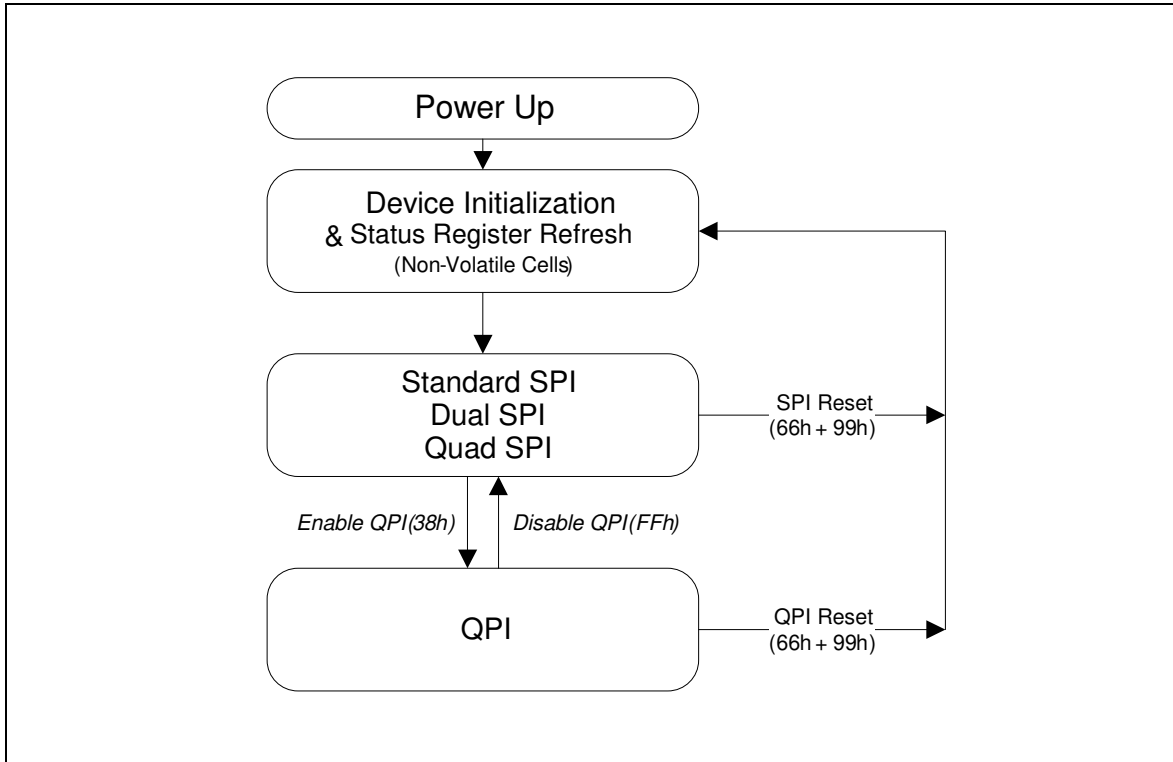 Power Up
Device Initialization
& Status Register Refresh
(Non-Volatile Cells)
Standard SPI
Dual SPI
Quad SPI
SPI Reset
(66h + 99h)
Enable QPI(38h)
Disable QPI(FFh)
QPI
QPI Reset
(66h + 99h)